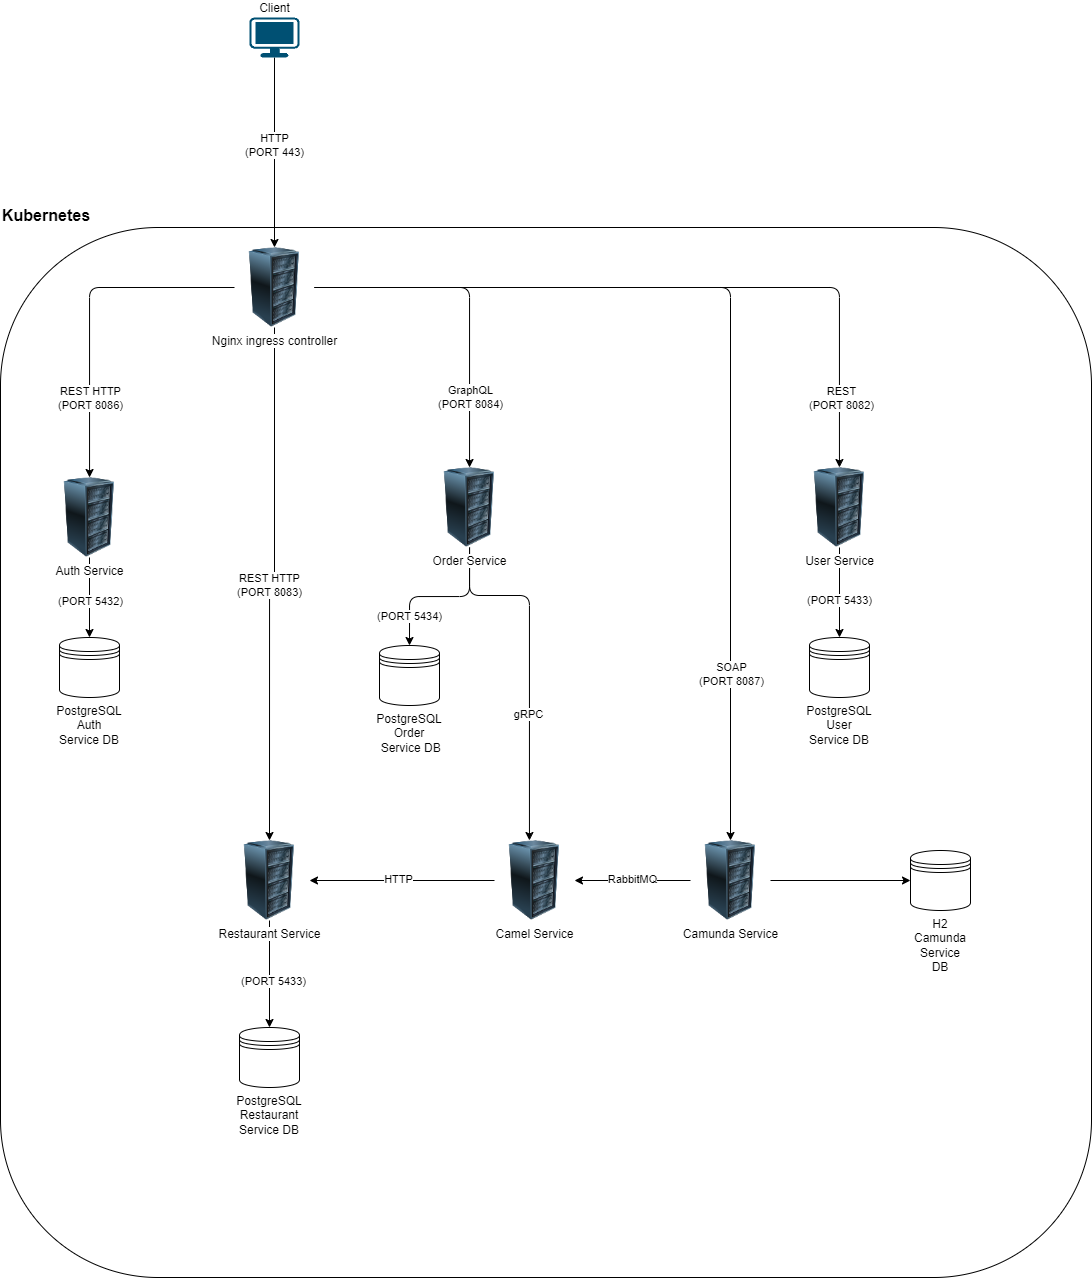 Client
HTTP
(PORT 443)
Kubernetes
Nginx ingress controller
REST HTTP
(PORT 8086)
GraphQL
(PORT 8084)
REST
(PORT 8082)
Auth Service
Order Service
User Service
REST HTTP
(PORT 8083)
(PORT 5432)
(PORT 5434)
(PORT 5433)
SOAP
(PORT 8087)
PostgreSQL
Auth
Service DB
PostgreSQL
Order
Service DB
gRPC
PostgreSQL
User
Service DB
HTTP
RabbitMQ
Restaurant Service
Camel Service
Camunda Service
H2
Camunda
Service
DB
(PORT 5433)
PostgreSQL
Restaurant
Service DB